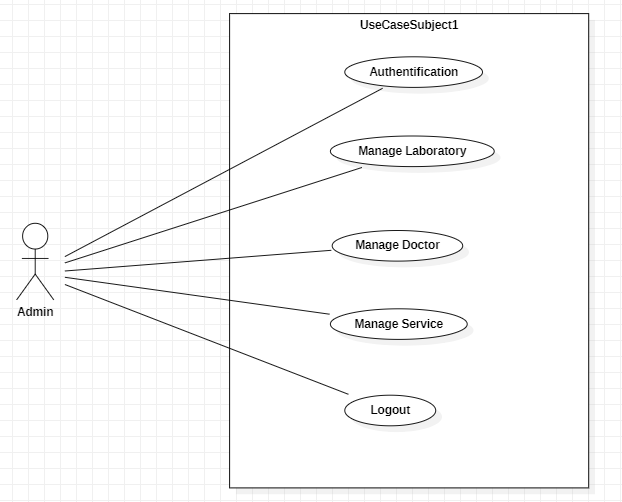 UseCaseSubject1
Authentification
Manage Laboratory
Manage Doctor
Admin
Manage Service
Logout